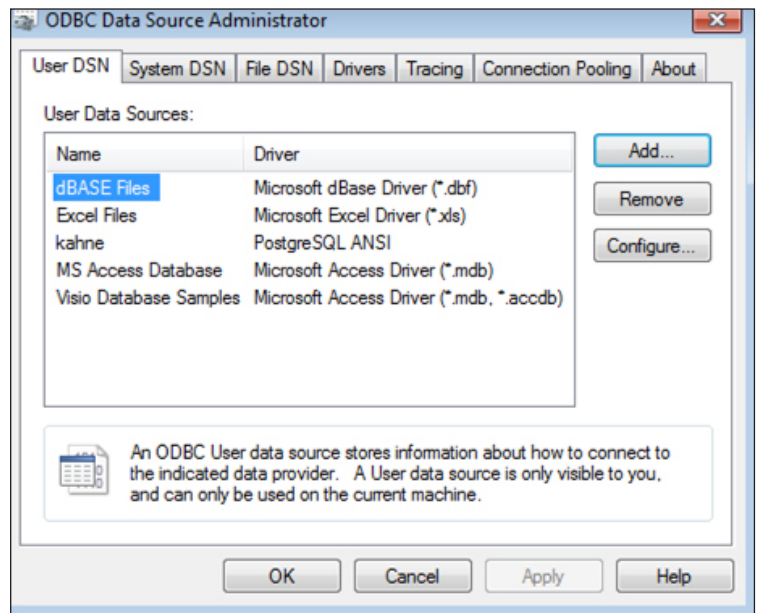 ODBC Data Source Administrator
User DSN System DSN File DSN Drivers Tracing Connection Pooling About
User Data Sources:
Name Driver
dBASE Files Microsoft dBase Driver (*.dbf)
Excel Files Microsoft Excel Driver (*.xls)
kahne PostgreSQL ANSI
MS Access Database Microsoft Access Driver (*.mdb)
Visio Database Samples Microsoft Access Driver (*.mdb, *.accdb)
Add...
Remove
Configure...
An ODBC User data source stores information about how to connect to
the indicated data provider. A User data source is only visible to you,
and can only be used on the current machine.
OK Cancel Apply Help